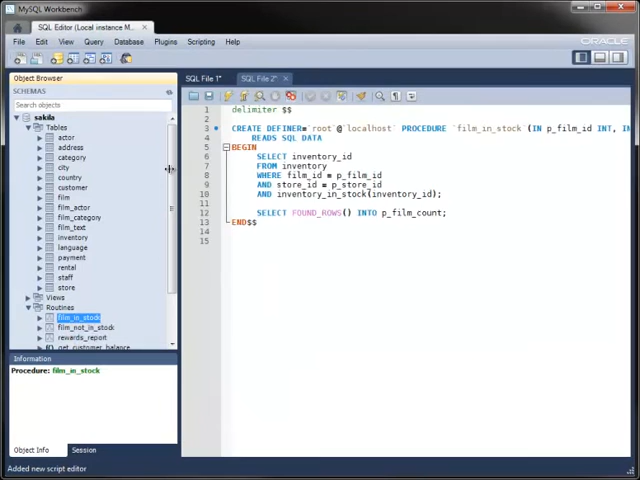 MySQL Workbench
SQL Editor (Local instance M
File Edit View Query Database Plugins Scripting Help
ORACLE
Object Browser
SCHEMAS
Search objects
sakila
Tables
actor
address
category
city
country
customer
film
film_actor
film_category
film_text
inventory
language
payment
rental
staff
store
Views
Routines
film_in_stock
film_not_in_stock
rewards_report
get_customer_balance
Information
Procedure: film_in_stock
Object Info Session
Added new script editor
SQL File 1* SQL File 2*
1 delimiter $$
2
3 CREATE DEFINER=`root`@`localhost` PROCEDURE `film_in_stock`(IN p_film_id INT, IN
4 READS SQL DATA
5 BEGIN
6 SELECT inventory_id
7 FROM inventory
8 WHERE film_id = p_film_id
9 AND store_id = p_store_id
10 AND inventory_in_stock(inventory_id);
11
12 SELECT FOUND_ROWS() INTO p_film_count;
13 END$$
14
15